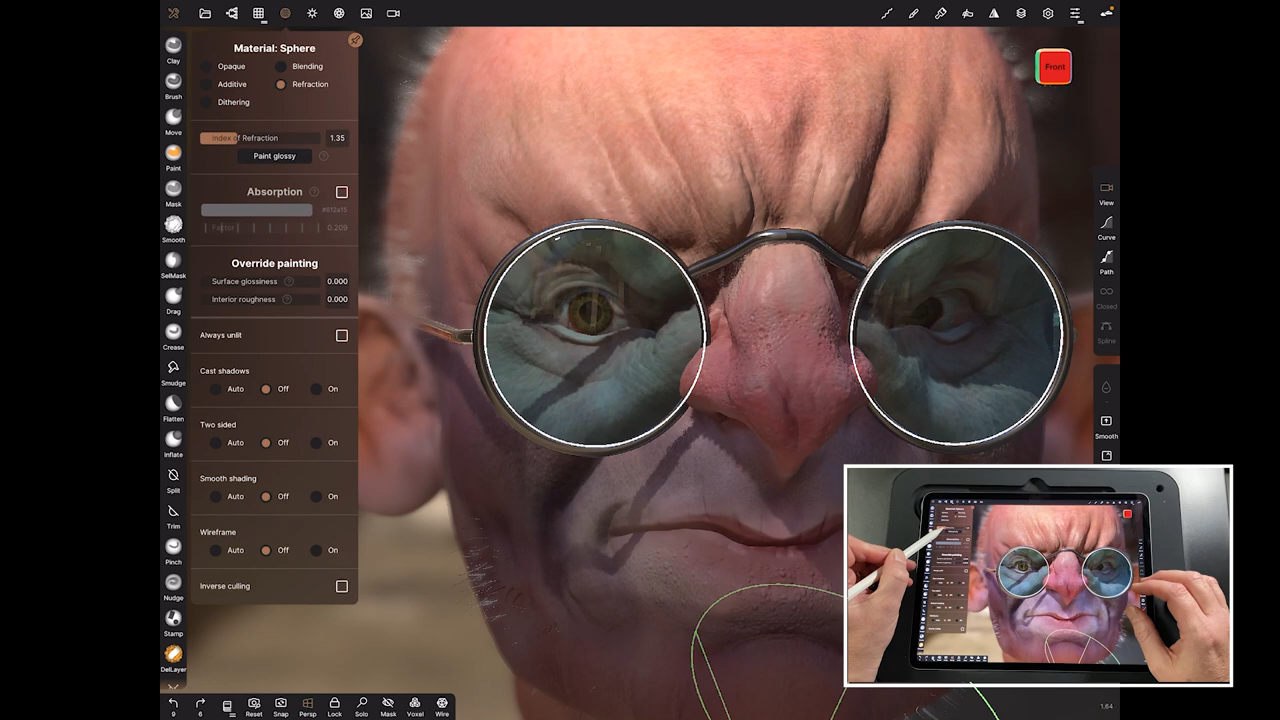 Material: Sphere
Opaque
Blending
Additive
Refraction
Dithering
Index of Refraction
1.35
Paint glossy
?
Absorption
?
Factor
0.209
Override painting
Surface glossiness ? 0.000
Interior roughness ? 0.000
Always unlit
Cast shadows
Auto Off On
Two sided
Auto Off On
Smooth shading
Auto Off On
Wireframe
Auto Off On
Inverse culling
Clay
Brush
Move
Paint
Mask
Smooth
SelMask
Drag
Crease
Smudge
Flatten
Inflate
Split
Trim
Pinch
Nudge
Stamp
DelLayer
9
6
Reset
Snap
Persp
Lock
Solo
Mask
Voxel
Wire
Front
View
Curve
Path
Closed
Spline
Smooth
1.64